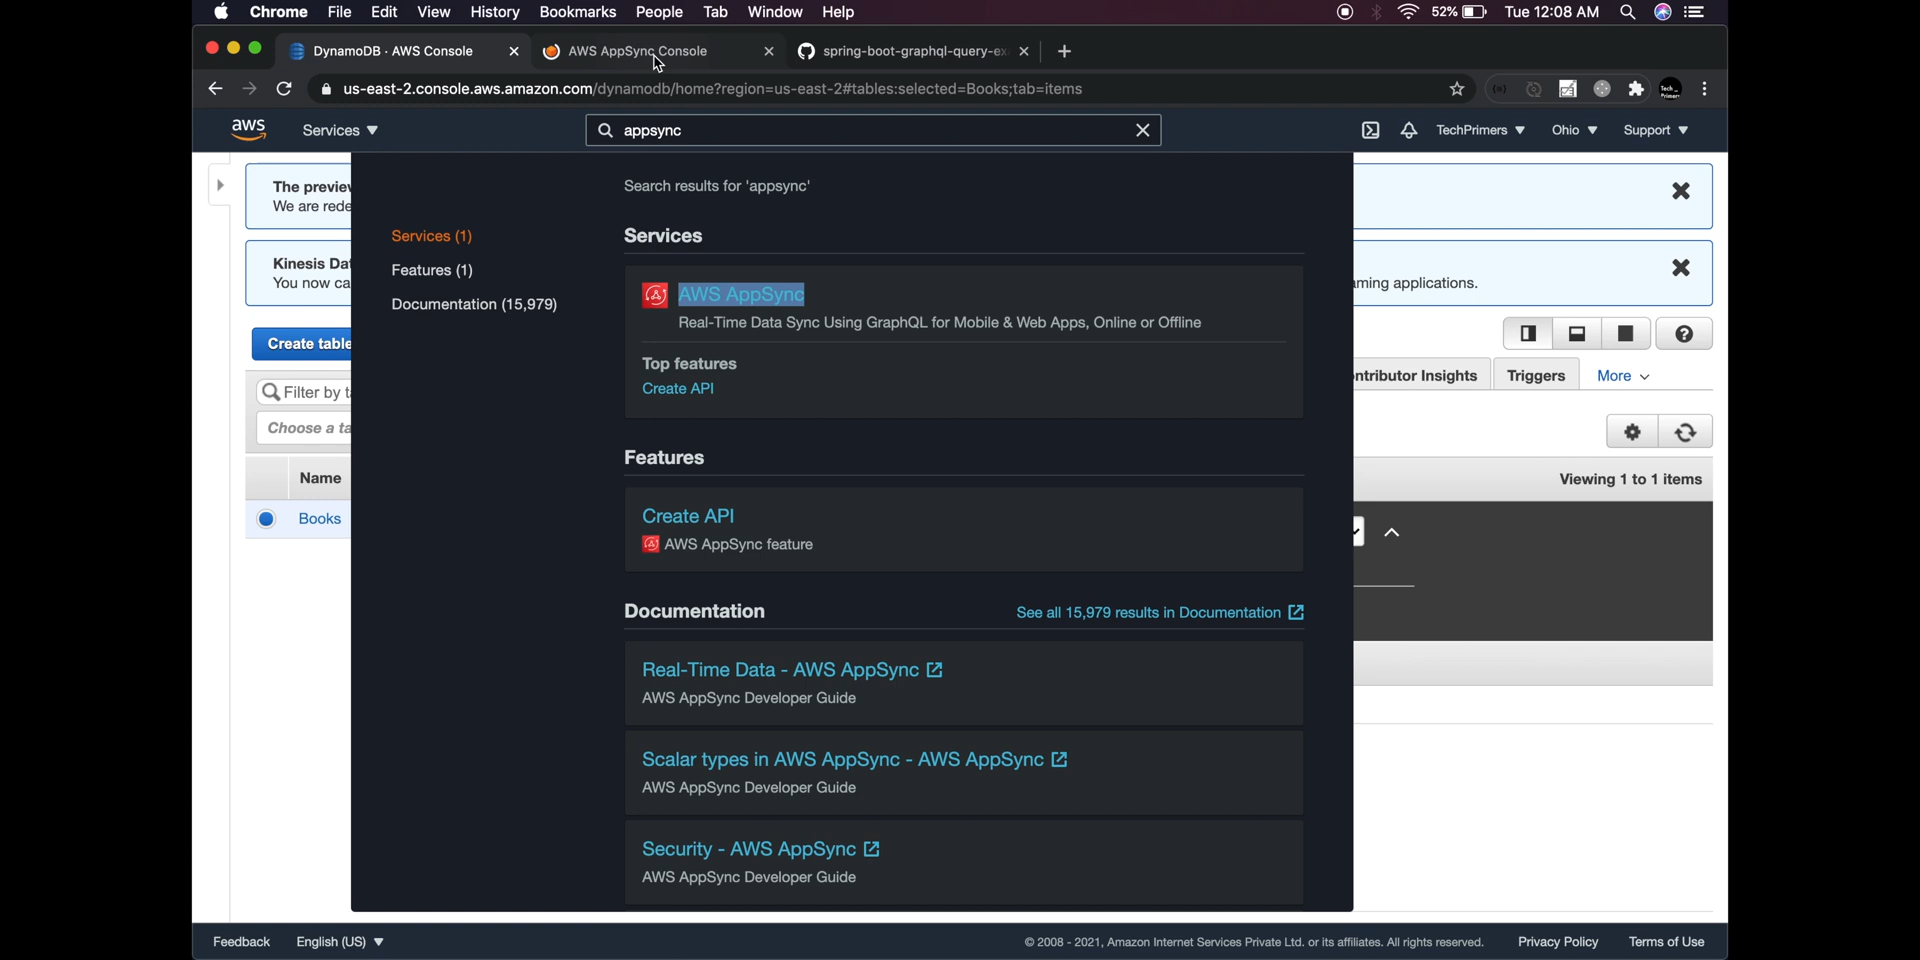 Chrome File Edit View History Bookmarks People Tab Window Help 52% Tue 12:08 AM
DynamoDB · AWS Console AWS AppSync Console spring-boot-graphql-query-ex
us-east-2.console.aws.amazon.com/dynamodb/home?region=us-east-2#tables:selected=Books;tab=items
aws Services appsync TechPrimers Ohio Support
Search results for 'appsync'
The preview
We are rede
Services (1)
Services
Features (1)
Kinesis Dat
You now ca
aming applications.
AWS AppSync
Documentation (15,979)
Real-Time Data Sync Using GraphQL for Mobile & Web Apps, Online or Offline
Create table
Top features
Create API
ntributor Insights Triggers More
Filter by ta
Choose a ta
Features
Name
Viewing 1 to 1 items
Books
Create API
AWS AppSync feature
Documentation See all 15,979 results in Documentation
Real-Time Data - AWS AppSync
AWS AppSync Developer Guide
Scalar types in AWS AppSync - AWS AppSync
AWS AppSync Developer Guide
Security - AWS AppSync
AWS AppSync Developer Guide
Feedback English (US) © 2008 - 2021, Amazon Internet Services Private Ltd. or its affiliates. All rights reserved. Privacy Policy Terms of Use